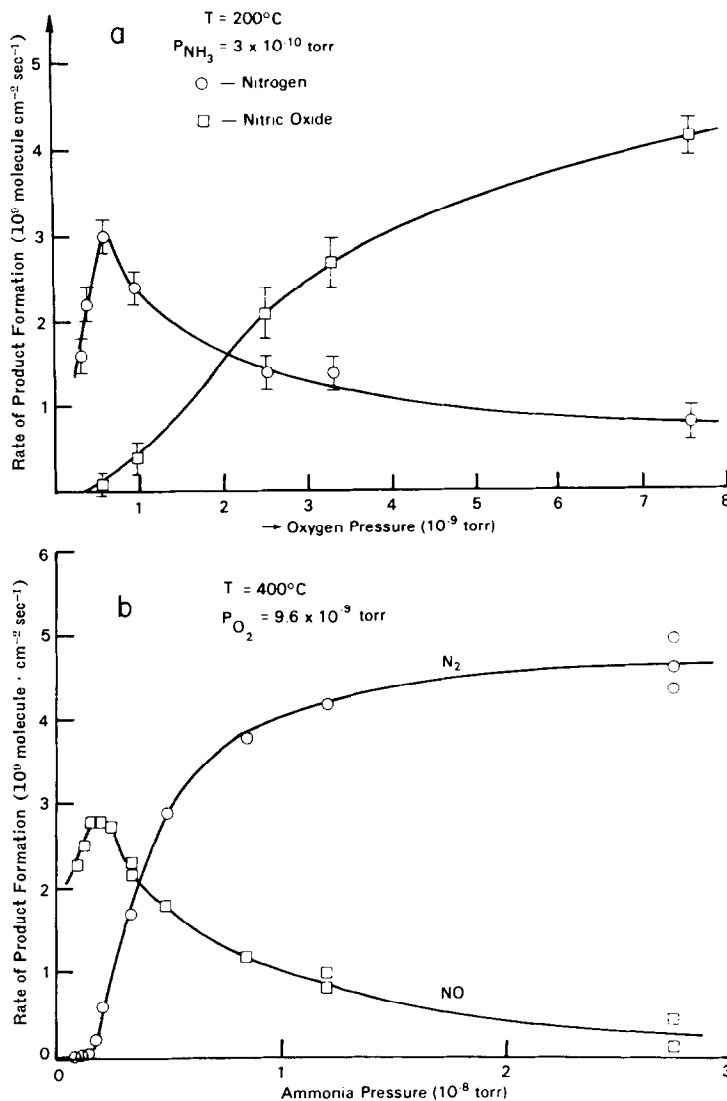 a
T = 200°C
P_NH3 = 3 x 10^-10 torr
○ — Nitrogen
□ — Nitric Oxide
Rate of Product Formation (10^9 molecule cm^-2 sec^-1)
5
4
3
2
1
1 2 3 4 5 6 7 8
→ Oxygen Pressure (10^-9 torr)
b
T = 400°C
P_O2 = 9.6 x 10^-9 torr
Rate of Product Formation (10^9 molecule · cm^-2 sec^-1)
6
5
4
3
2
1
0
N2
NO
0 1 2 3
Ammonia Pressure (10^-8 torr)